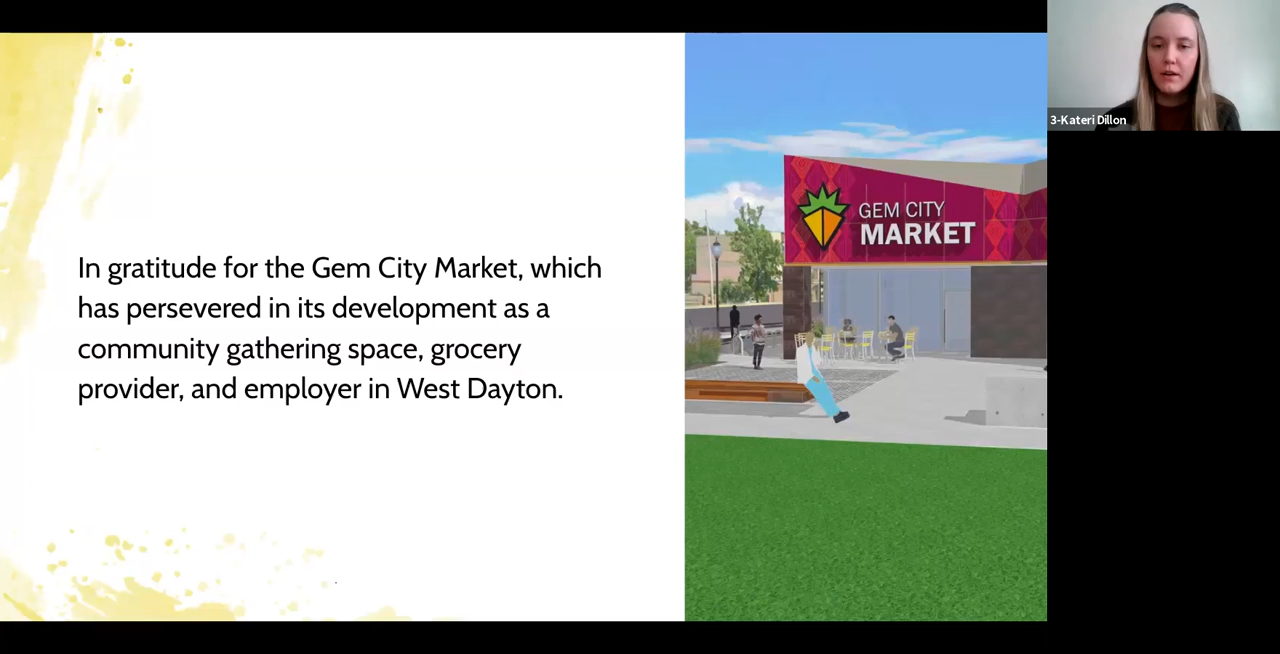 In gratitude for the Gem City Market, which
has persevered in its development as a
community gathering space, grocery
provider, and employer in West Dayton.
GEM CITY
MARKET
3-Kateri Dillon